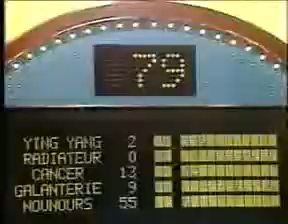 79
YING YANG 2
RADIATEUR 0
CANCER 13
GALANTERIE 9
NOUNOURS 55